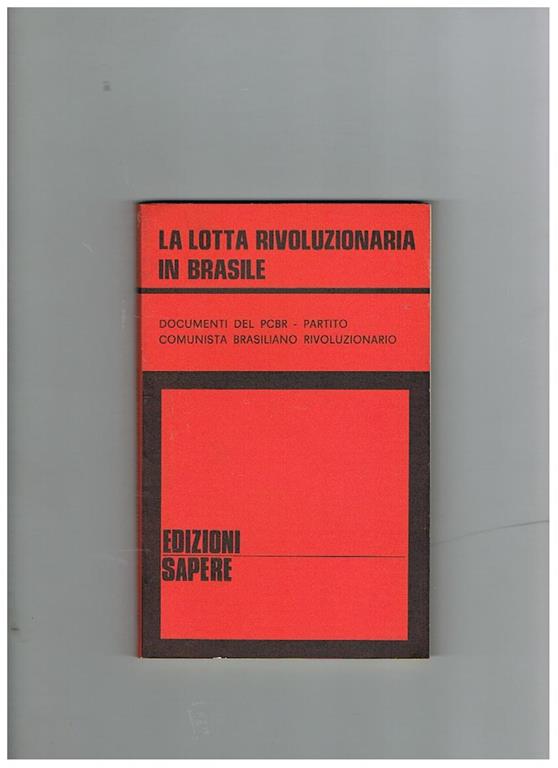 LA LOTTA RIVOLUZIONARIA
IN BRASILE
DOCUMENTI DEL PCBR - PARTITO
COMUNISTA BRASILIANO RIVOLUZIONARIO
EDIZIONI
SAPERE